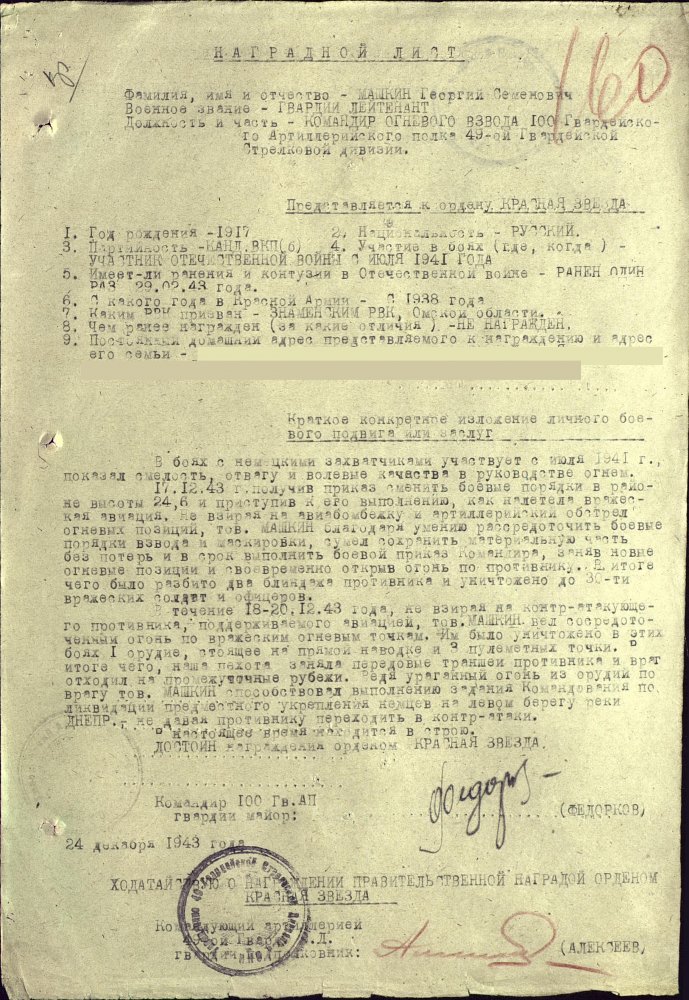 160
НАГРАДНОЙ ЛИСТ
Фамилия, имя и отчество - МАШКИН Георгий Семенович
Военное звание - ГВАРДИИ ЛЕЙТЕНАНТ
Должность и часть - КОМАНДИР ОГНЕВОГО ВЗВОДА 100 Гвардейско-
го Артиллерийского полка 49-ой Гвардейской
Стрелковой дивизии.
Представляется к ордену КРАСНАЯ ЗВЕЗДА
1. Год рождения -1917 2. Национальность - РУССКИЙ.
3. Партийность -КАНД.ВКП(б) 4. Участие в боях (где, когда) -
УЧАСТНИК ОТЕЧЕСТВЕННОЙ ВОЙНЫ С ИЮЛЯ 1941 ГОДА
5. Имеет-ли ранения и контузии в Отечественной войне - РАНЕН ОДИН
РАЗ 29.02.43 года.
6. С какого года в Красной Армии - С 1938 года
7. Каким РВК призван - ЗНАМЕНСКИМ РВК, Омской области.
8. Чем ранее награжден (за какие отличия) -НЕ НАГРАЖДЕН.
9. Постоянный домашний адрес представляемого к награждению и адрес
его семьи -
Краткое конкретное изложение личного бое-
вого подвига или заслуг
В боях с немецкими захватчиками участвует с июля 1941 г.,
показал смелость, отвагу и волевые качаства в руководстве огнем.
17.12.43 г.получив приказ сменить боевые порядки в райо-
не высоты 24,6 и приступив к его выполнению, как налетела вражес-
кая авиация. Не взирая на авиабомбежку и артиллерийский обстрел
огневых позиций, тов. МАШКИН благодаря умению рассредоточить боевые
порядки взвода и маскировки, сумел сохранить материальную часть
без потерь и в срок выполнить боевой приказ Командира, заняв новые
огневые позиции и своевременно открыв огонь по противнику. В итоге
чего было разбито два блиндажа противника и уничтожено до 30-ти
вражеских солдат и офицеров.
В течение 18-20.12.43 года, не взирая на контр-атакующе-
го противника, поддерживаемого авиацией, тов.МАШКИН вел сосредото-
ченным огонь по вражеским огневым точкам. Им было уничтожено в этих
боях 1 орудие, стоящее на прямой наводке и 3 пулеметных точки. В
итоге чего, наша пехота заняла передовые траншеи противника и враг
отходил на промежуточные рубежи. Ведя ураганный огонь из орудий по
врагу тов. МАШКИН способствовал выполнению задания Командования по
ликвидации предмостного укрепления немцев на левом берегу реки
ДНЕПР.- не давая противнику переходить в контр-атаки.
В настоящее время находится в строю.
ДОСТОИН награждения орденом КРАСНАЯ ЗВЕЗДА
Командир 100 Гв.АП
гвардии майор: (ФЕДОРКОВ)
24 декабря 1943 года
ХОДАТАЙСТВУЮ О НАГРАЖДЕНИИ ПРАВИТЕЛЬСТВЕННОЙ НАГРАДОЙ ОРДЕНОМ
КРАСНАЯ ЗВЕЗДА
Командующий артиллерией
49-ой Гвард. С.Д.
гвардии подполковник: (АЛЕКСЕЕВ)